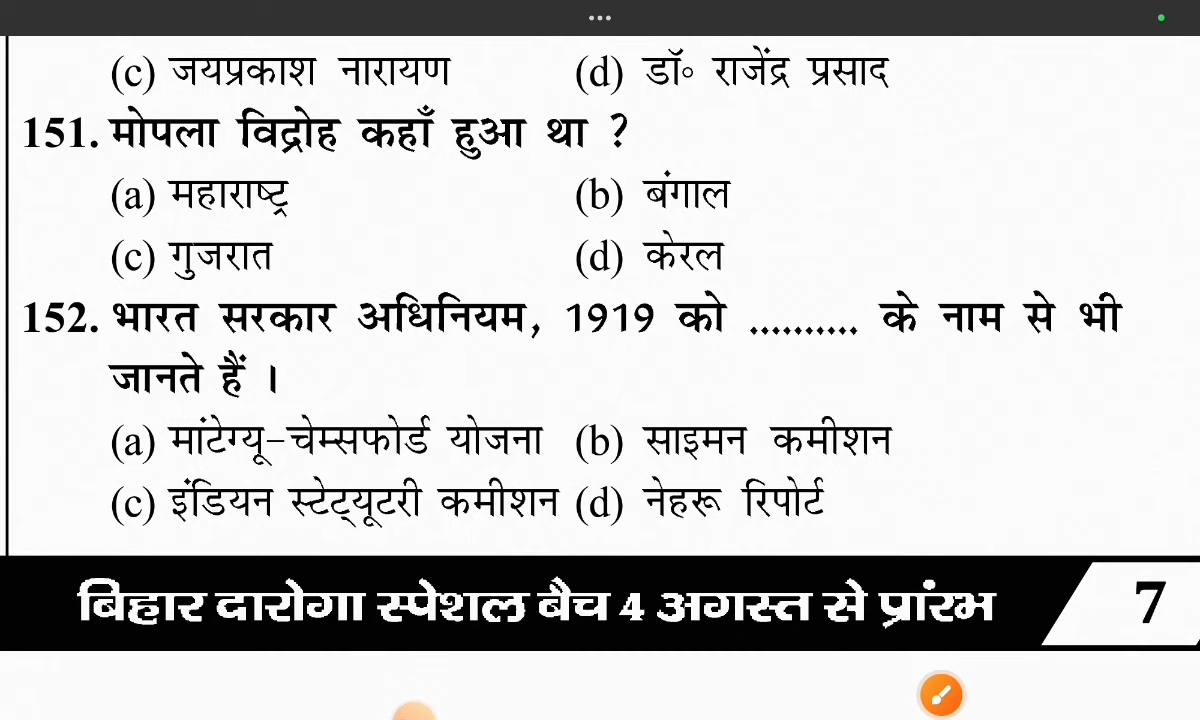 (c) जयप्रकाश नारायण (d) डॉ॰ राजेंद्र प्रसाद
151. मोपला विद्रोह कहाँ हुआ था ?
(a) महाराष्ट्र (b) बंगाल
(c) गुजरात (d) केरल
152. भारत सरकार अधिनियम, 1919 को .......... के नाम से भी
जानते हैं ।
(a) मांटेग्यू-चेम्सफोर्ड योजना (b) साइमन कमीशन
(c) इंडियन स्टेट्यूटरी कमीशन (d) नेहरू रिपोर्ट
बिहार दारोगा स्पेशल बैच 4 अगस्त से प्रारंभ 7